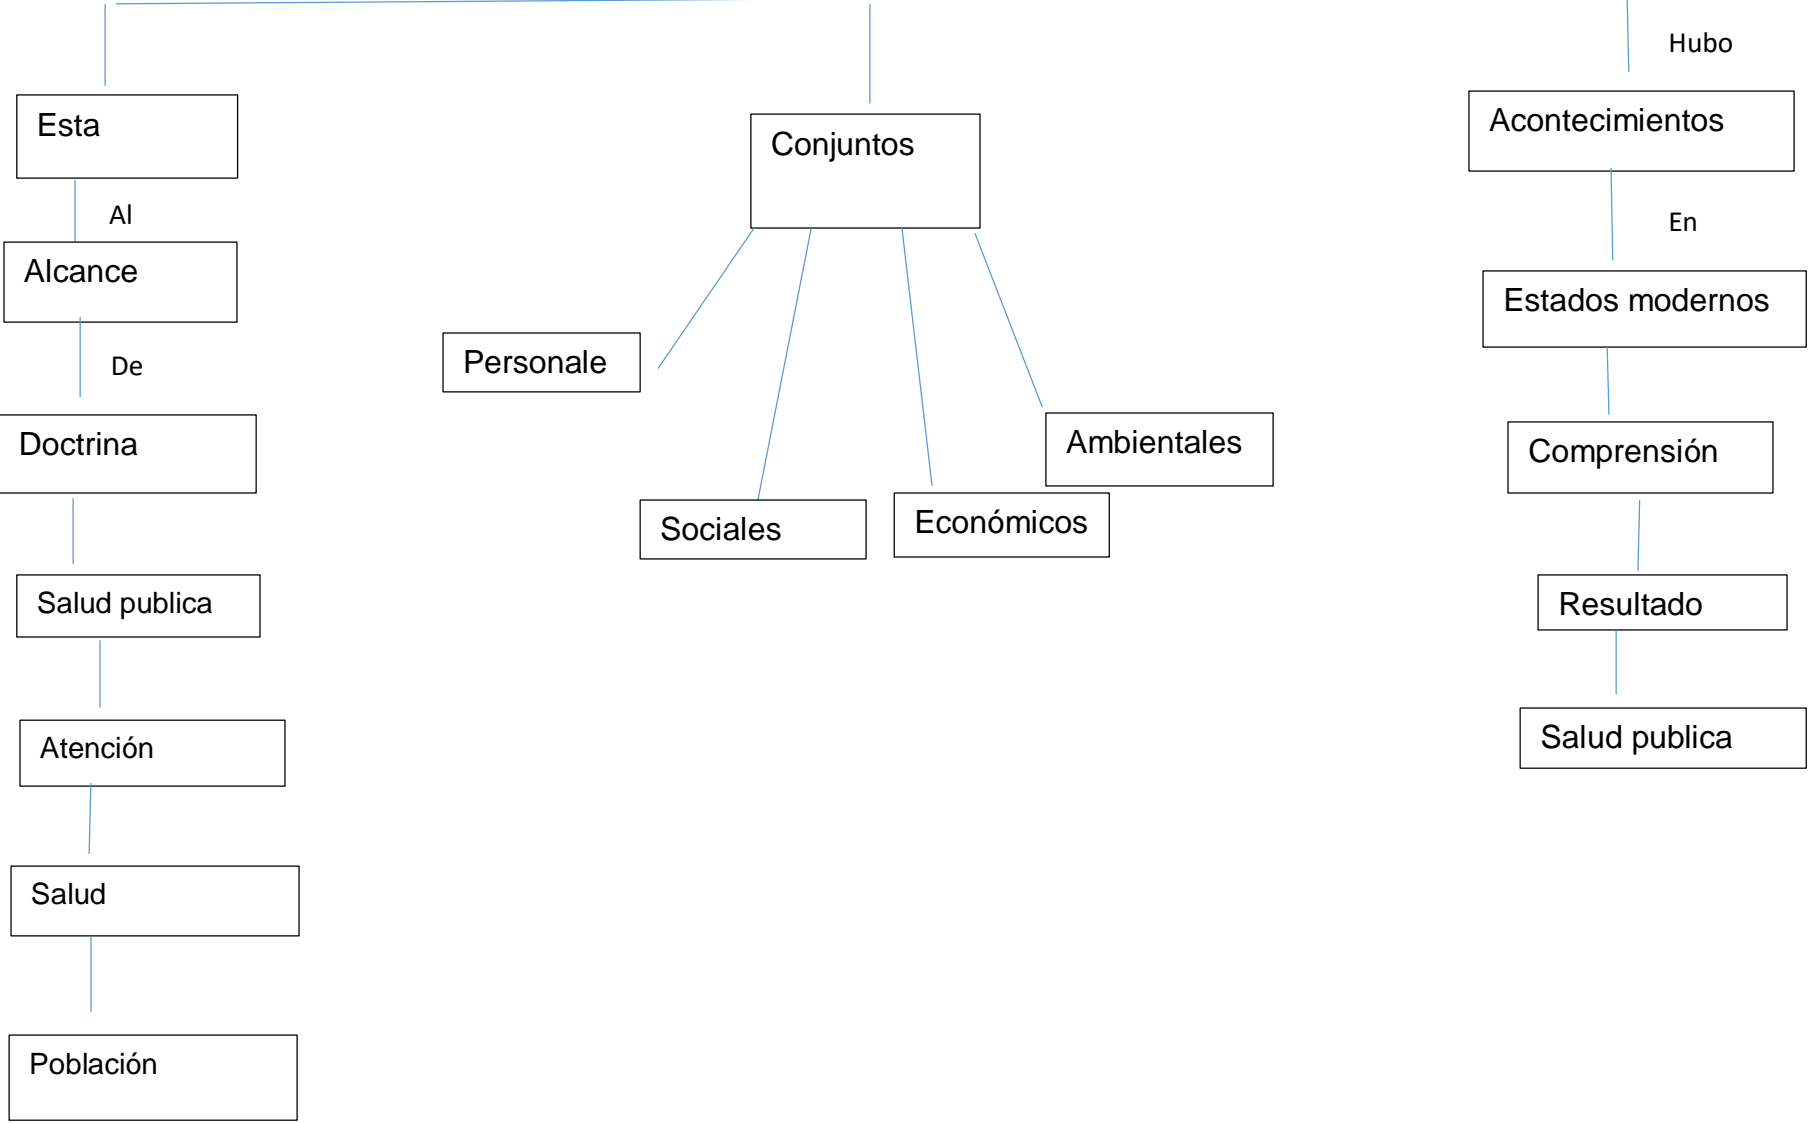 Hubo
Esta
Conjuntos
Acontecimientos
Al
En
Alcance
Estados modernos
De
Personale
Doctrina
Ambientales
Comprensión
Sociales
Económicos
Salud publica
Resultado
Atención
Salud publica
Salud
Población